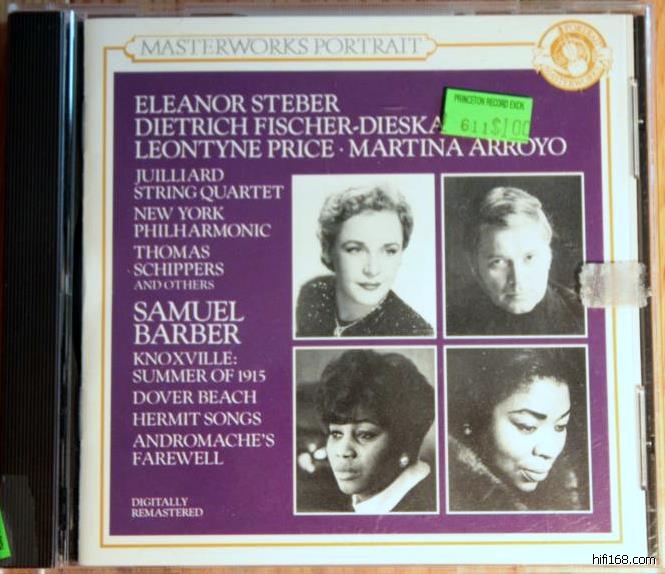 MASTERWORKS PORTRAIT
ELEANOR STEBER
DIETRICH FISCHER-DIESKA
LEONTYNE PRICE · MARTINA ARROYO
PRINCETON RECORD EXCH.
611 $1.00
JUILLIARD
STRING QUARTET
NEW YORK
PHILHARMONIC
THOMAS
SCHIPPERS
AND OTHERS
SAMUEL
BARBER
KNOXVILLE:
SUMMER OF 1915
DOVER BEACH
HERMIT SONGS
ANDROMACHE'S
FAREWELL
DIGITALLY
REMASTERED
hifi168.com